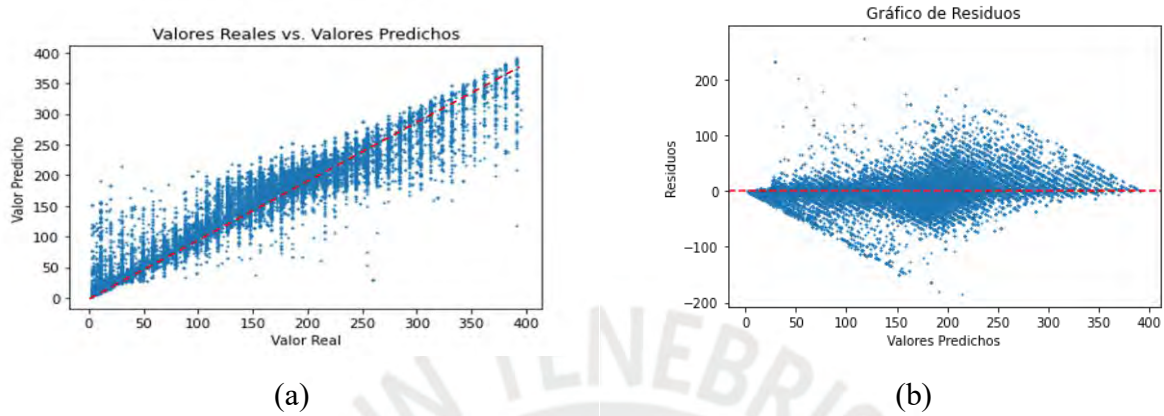 Valores Reales vs. Valores Predichos
400
350
300
250
200
150
100
50
0
Valor Predicho
0 50 100 150 200 250 300 350 400
Valor Real
(a)
Gráfico de Residuos
200
100
0
−100
−200
Residuos
0 50 100 150 200 250 300 350 400
Valores Predichos
(b)
IN TENEBRIS